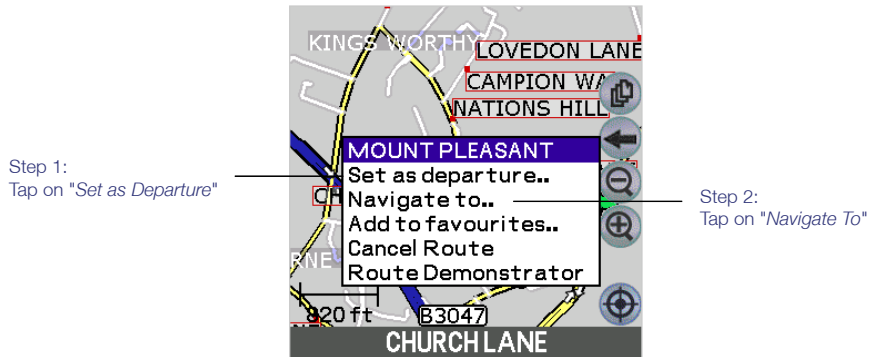 KINGS WORTHY
LOVEDON LANE
CAMPION WA
NATIONS HILL
MOUNT PLEASANT
Step 1:
Tap on "Set as Departure"
Set as departure..
Navigate to..
Step 2:
Tap on "Navigate To"
CH
Add to favourites..
Cancel Route
RNE
Route Demonstrator
820 ft
B3047
CHURCH LANE